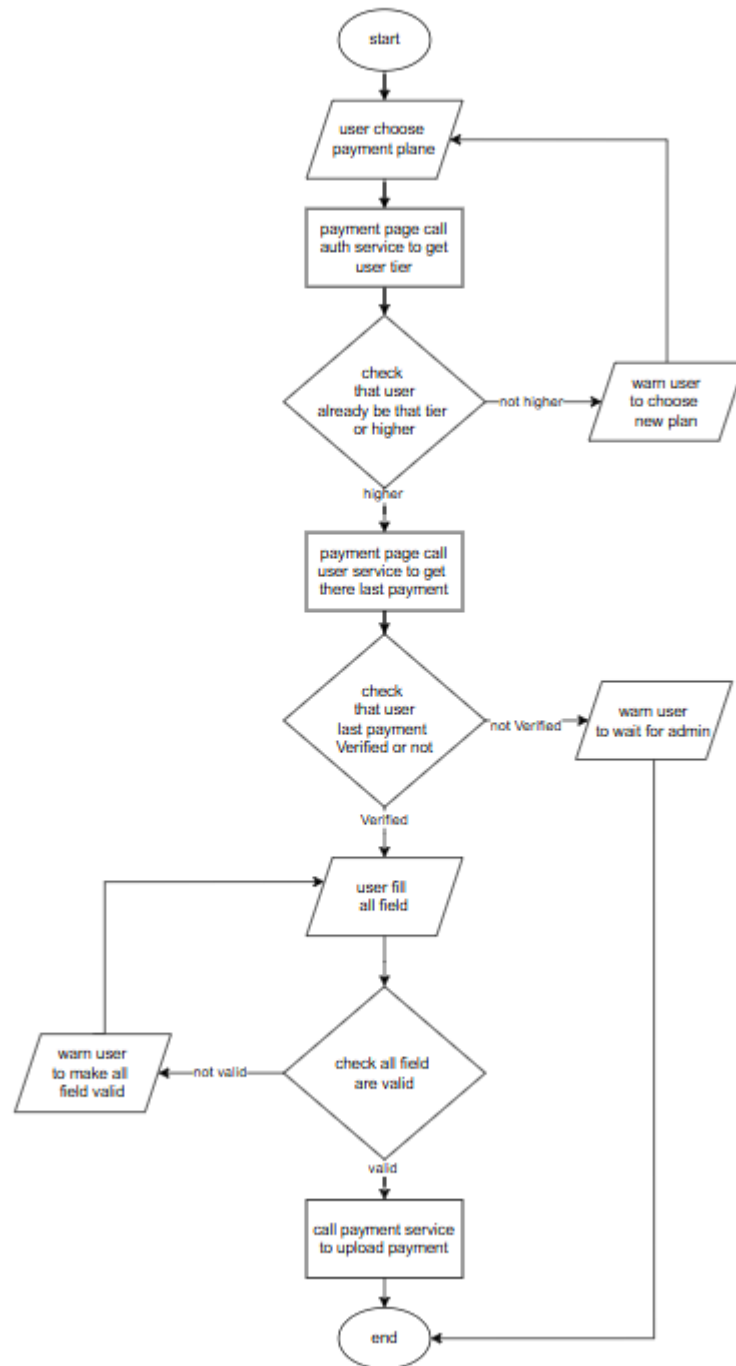 start
user choose
payment plane
payment page call
auth service to get
user tier
check
that user
already be that tier
or higher
not higher
warn user
to choose
new plan
higher
payment page call
user service to get
there last payment
check
that user
last payment
Verified or not
not Verified
warn user
to wait for admin
Verified
user fill
all field
check all field
are valid
not valid
warn user
to make all
field valid
valid
call payment service
to upload payment
end